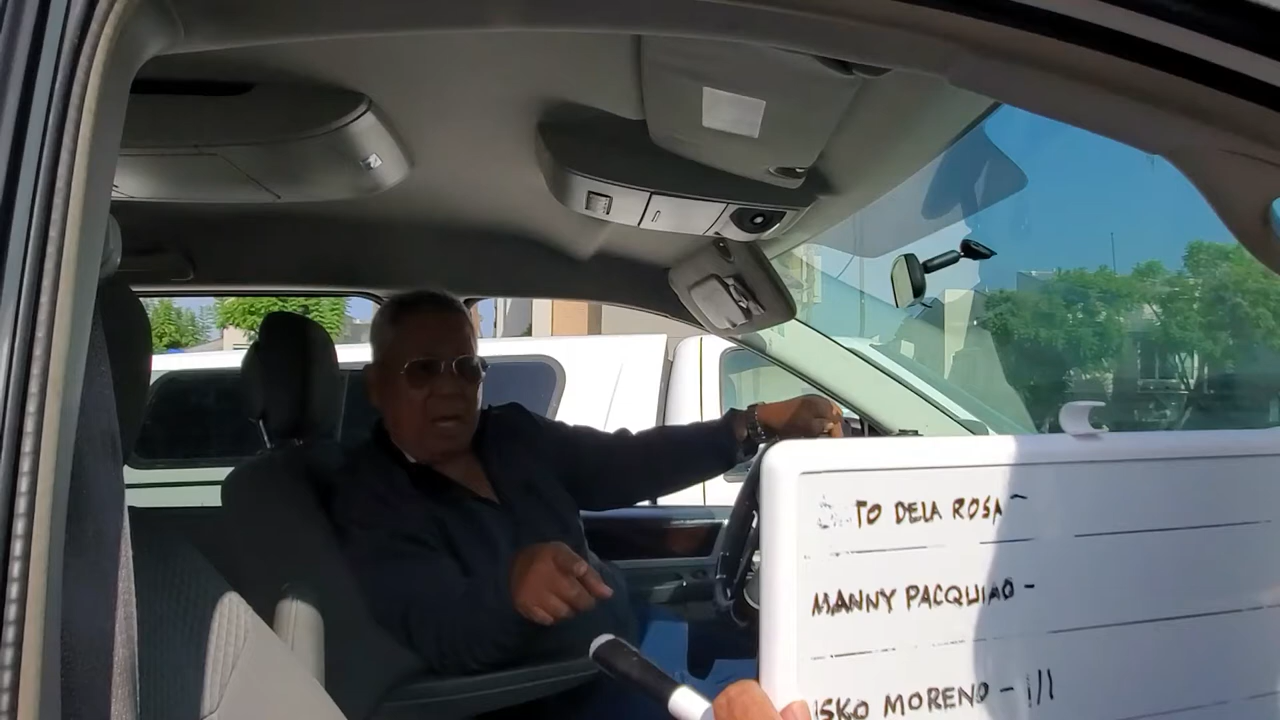 TO DELA ROSA -
MANNY PACQUIAO -
ISKO MORENO - III